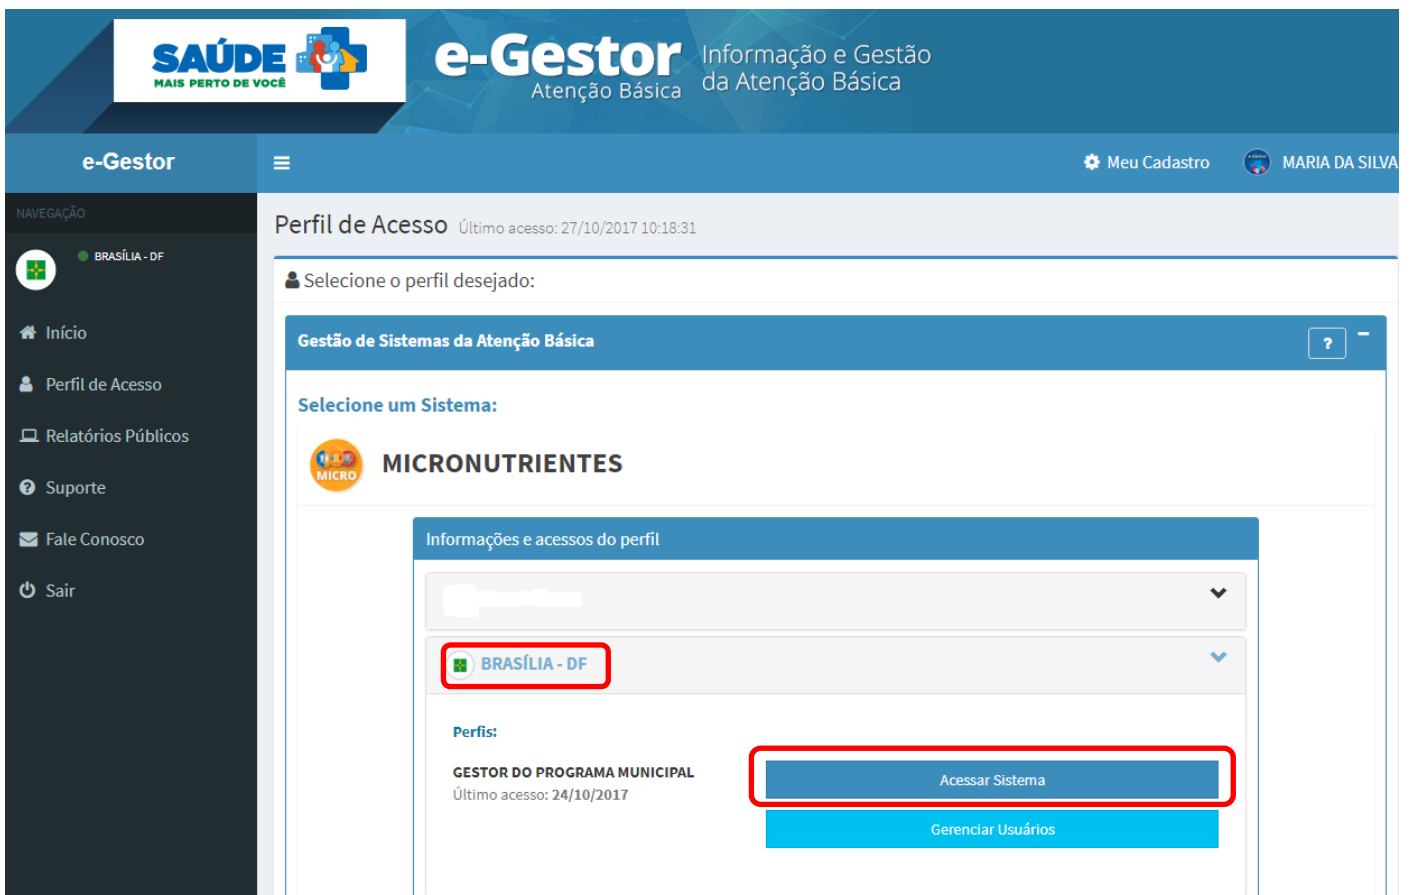 SAÚDE
MAIS PERTO DE VOCÊ
e-Gestor
Atenção Básica
Informação e Gestão
da Atenção Básica
e-Gestor
Meu Cadastro
MARIA DA SILVA
NAVEGAÇÃO
BRASÍLIA - DF
Início
Perfil de Acesso
Relatórios Públicos
Suporte
Fale Conosco
Sair
Perfil de Acesso Último acesso: 27/10/2017 10:18:31
Selecione o perfil desejado:
Gestão de Sistemas da Atenção Básica
?
Selecione um Sistema:
MICRO
MICRONUTRIENTES
Informações e acessos do perfil
BRASÍLIA - DF
Perfis:
GESTOR DO PROGRAMA MUNICIPAL
Último acesso: 24/10/2017
Acessar Sistema
Gerenciar Usuários